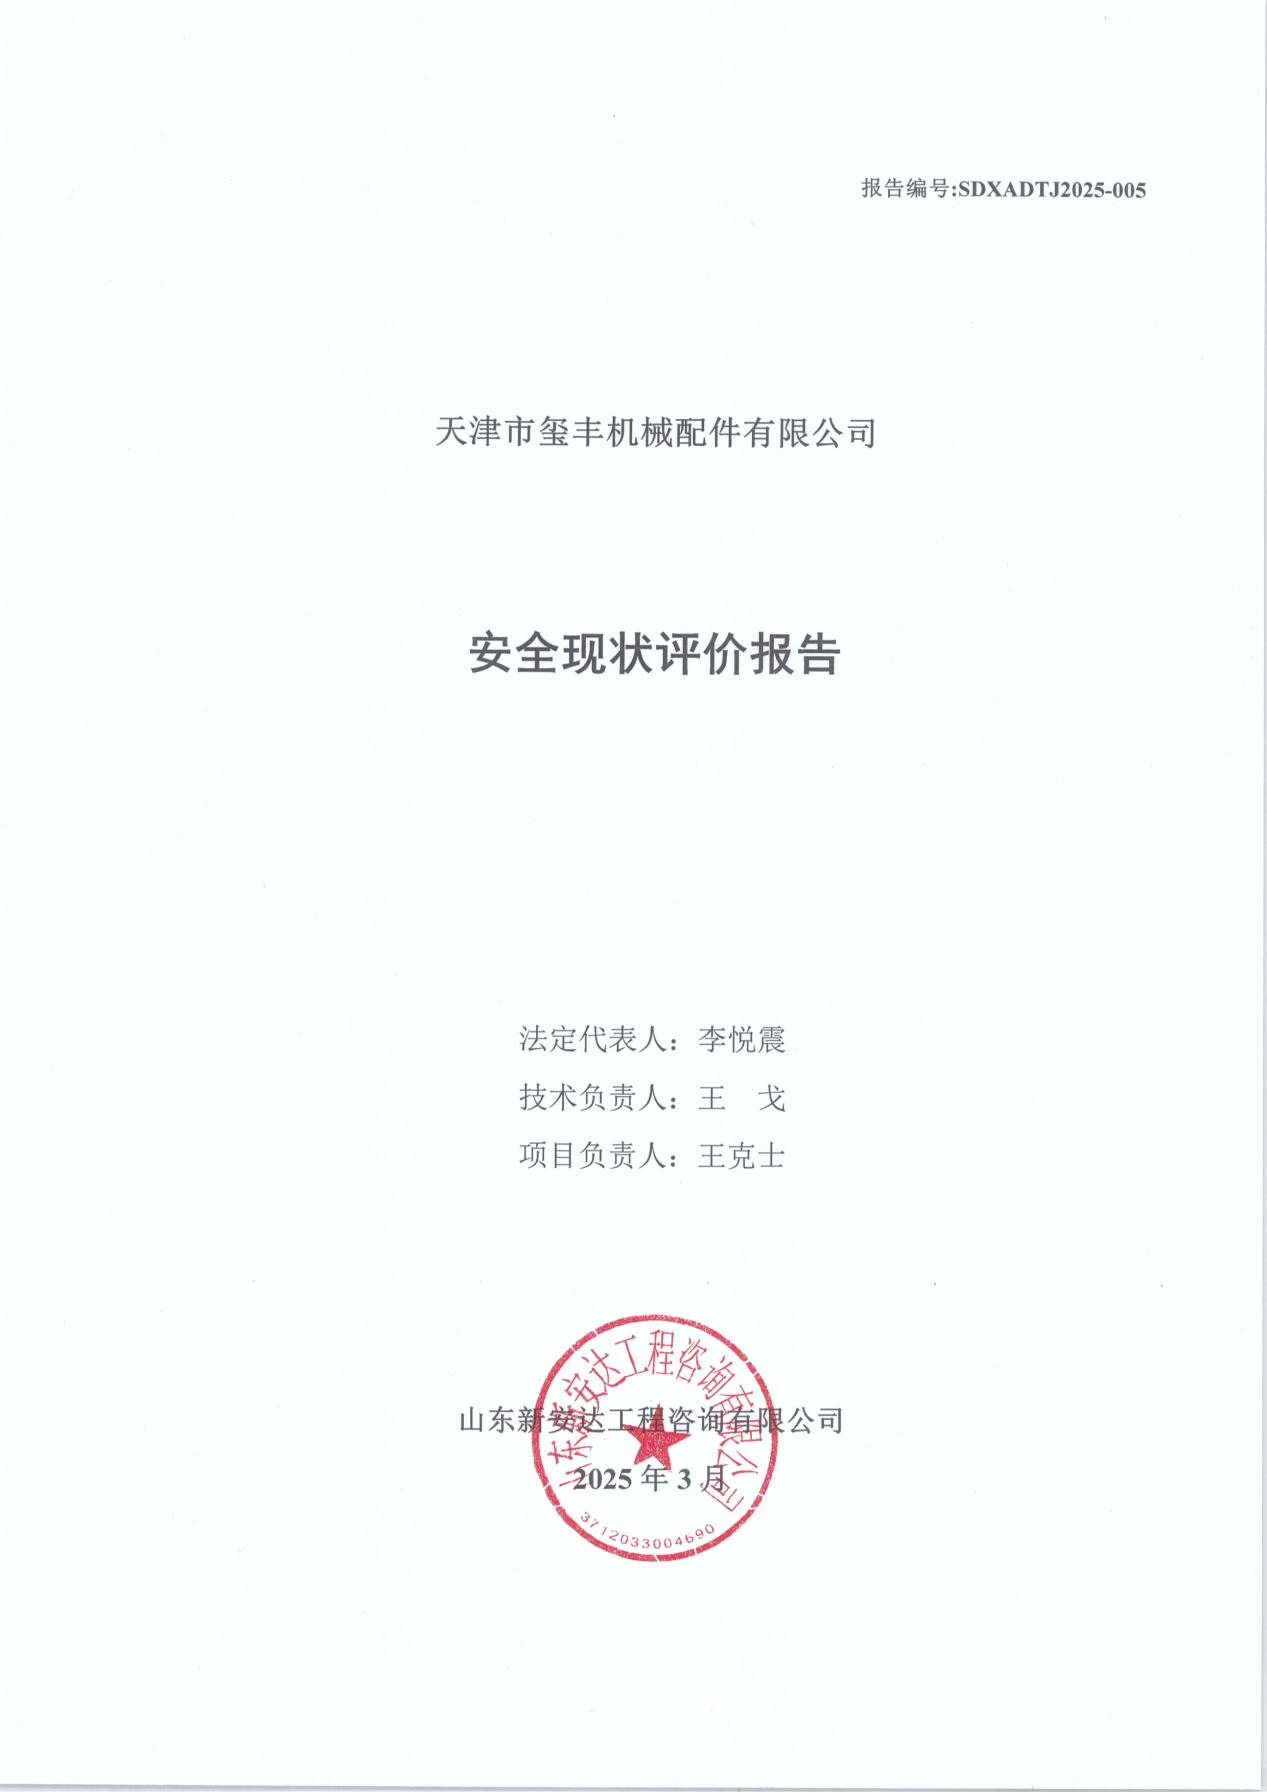 报告编号:SDXADTJ2025-005
天津市玺丰机械配件有限公司
安全现状评价报告
法定代表人：李悦震
技术负责人：王　戈
项目负责人：王克士
山东新安达工程咨询有限公司
山东新安达工程咨询有限公司
2025 年 3 月
3712033004690